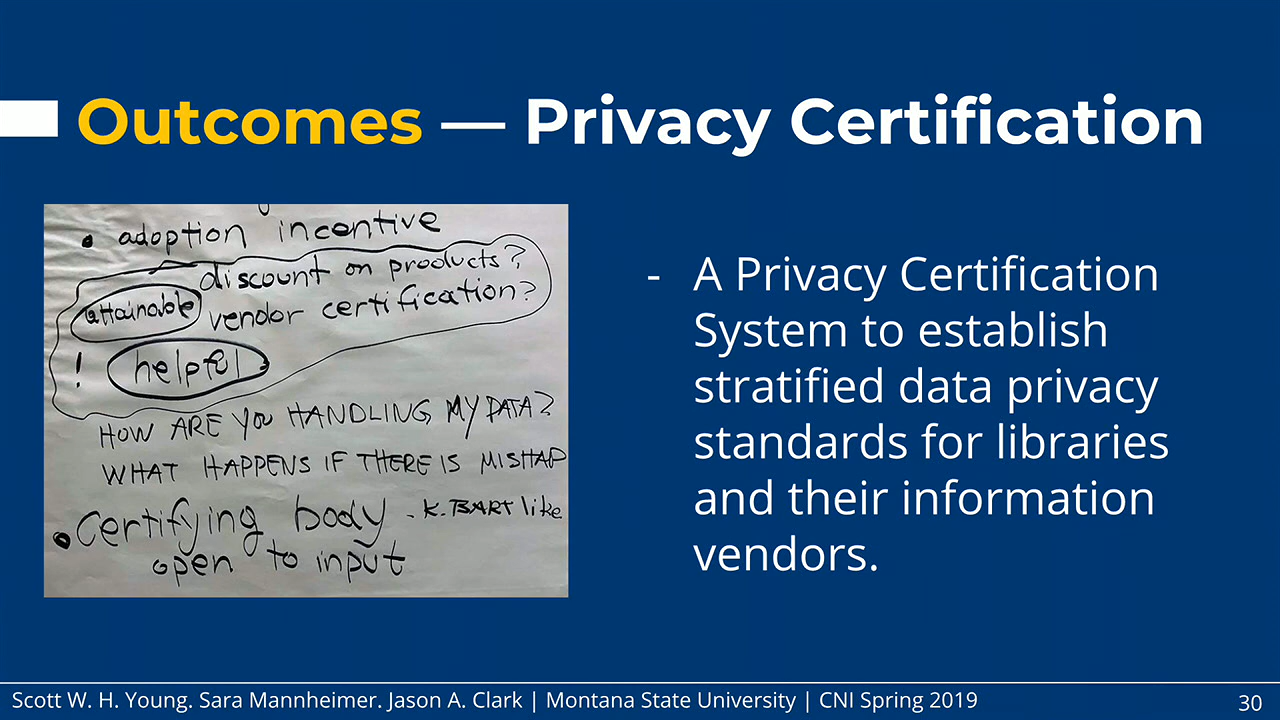 Outcomes — Privacy Certification
• adoption incentive
discount on products?
attainable vendor certification?
! helpful
HOW ARE YOU HANDLING MY DATA?
WHAT HAPPENS IF THERE IS MISHAP
• Certifying body - K.BART like
open to input
- A Privacy Certification
System to establish
stratified data privacy
standards for libraries
and their information
vendors.
Scott W. H. Young. Sara Mannheimer. Jason A. Clark | Montana State University | CNI Spring 2019
30